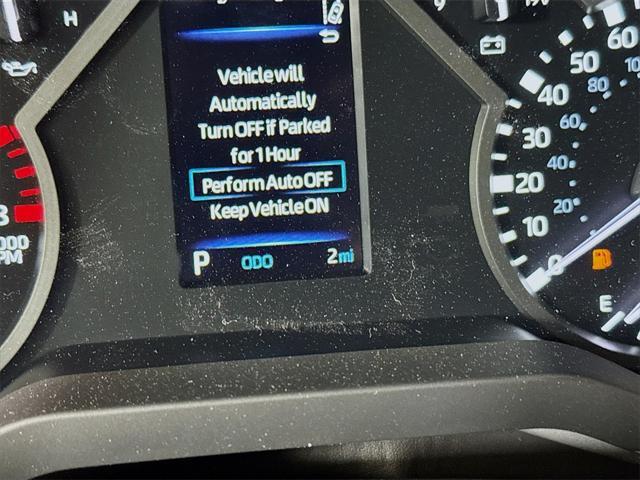 H
Vehicle will
Automatically
Turn OFF if Parked
for 1 Hour
Perform Auto OFF
Keep Vehicle ON
P ODO 2 mi
60
50
80
40
60
30
40
20
20
10
0
E